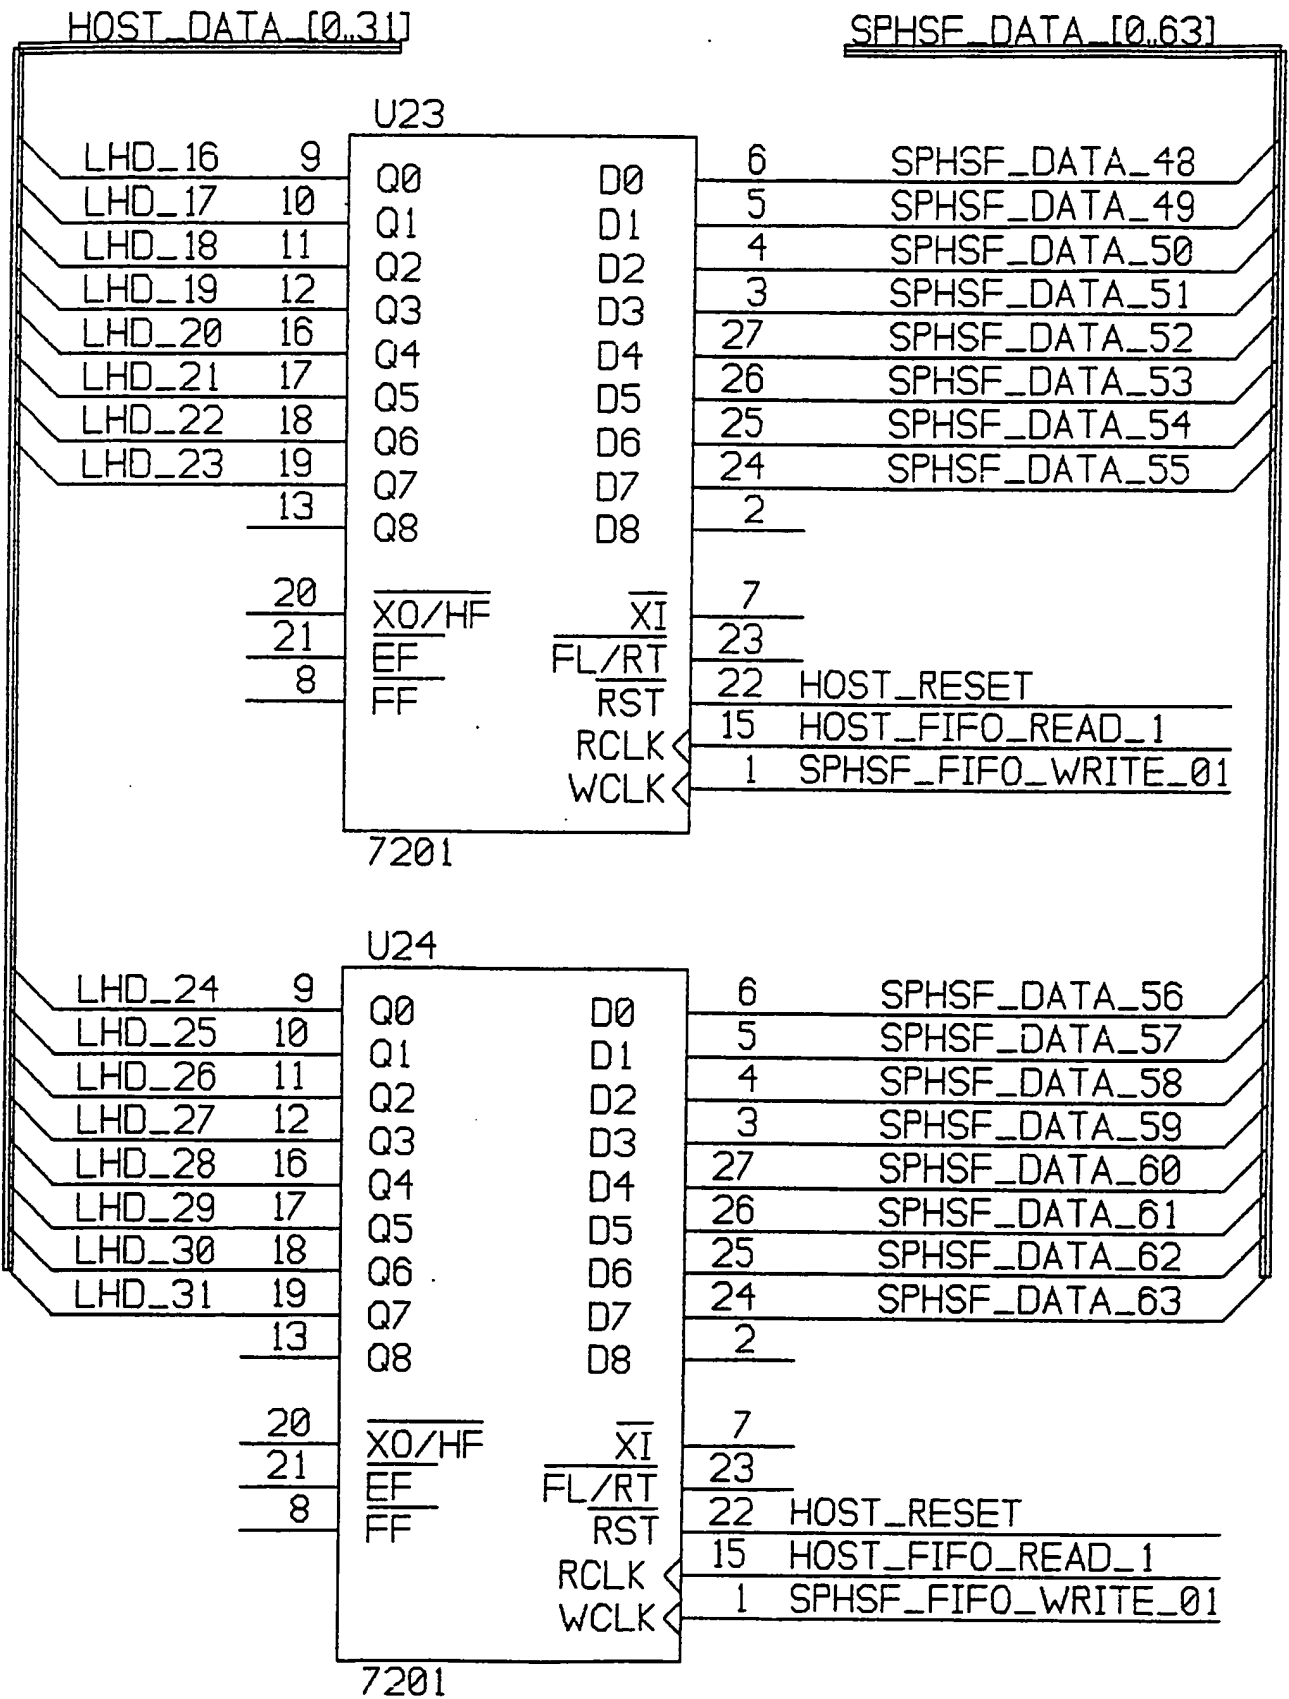 HOST_DATA_[0..31] SPHSF_DATA_[0..63]
U23
LHD_16 9 Q0 D0 6 SPHSF_DATA_48
LHD_17 10 Q1 D1 5 SPHSF_DATA_49
LHD_18 11 Q2 D2 4 SPHSF_DATA_50
LHD_19 12 Q3 D3 3 SPHSF_DATA_51
LHD_20 16 Q4 D4 27 SPHSF_DATA_52
LHD_21 17 Q5 D5 26 SPHSF_DATA_53
LHD_22 18 Q6 D6 25 SPHSF_DATA_54
LHD_23 19 Q7 D7 24 SPHSF_DATA_55
13 Q8 D8 2
20 XO/HF XI 7
21 EF FL/RT 23
8 FF RST 22 HOST_RESET
RCLK 15 HOST_FIFO_READ_1
WCLK 1 SPHSF_FIFO_WRITE_01
7201
U24
LHD_24 9 Q0 D0 6 SPHSF_DATA_56
LHD_25 10 Q1 D1 5 SPHSF_DATA_57
LHD_26 11 Q2 D2 4 SPHSF_DATA_58
LHD_27 12 Q3 D3 3 SPHSF_DATA_59
LHD_28 16 Q4 D4 27 SPHSF_DATA_60
LHD_29 17 Q5 D5 26 SPHSF_DATA_61
LHD_30 18 Q6 D6 25 SPHSF_DATA_62
LHD_31 19 Q7 D7 24 SPHSF_DATA_63
13 Q8 D8 2
20 XO/HF XI 7
21 EF FL/RT 23
8 FF RST 22 HOST_RESET
RCLK 15 HOST_FIFO_READ_1
WCLK 1 SPHSF_FIFO_WRITE_01
7201